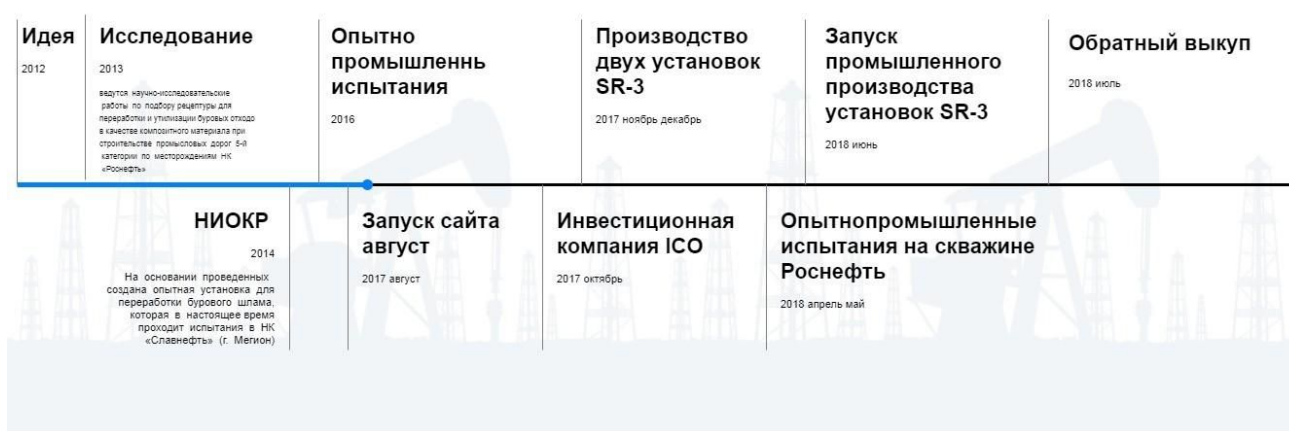 Идея
2012
Исследование
2013
ведутся научно-исследовательские
работы по подбору рецептуры для
переработки и утилизации буровых отходо
в качестве композитного материала при
строительстве промысловых дорог 5-й
категории по месторождениям НК
«Роснефть»
Опытно
промышленнь
испытания
2016
Производство
двух установок
SR-3
2017 ноябрь декабрь
Запуск
промышленного
производства
установок SR-3
2018 июнь
Обратный выкуп
2018 июль
НИОКР
2014
На основании проведенных
создана опытная установка для
переработки бурового шлама,
которая в настоящее время
проходит испытания в НК
«Славнефть» (г. Мегион)
Запуск сайта
август
2017 август
Инвестиционная
компания ICO
2017 октябрь
Опытнопромышленные
испытания на скважине
Роснефть
2018 апрель май